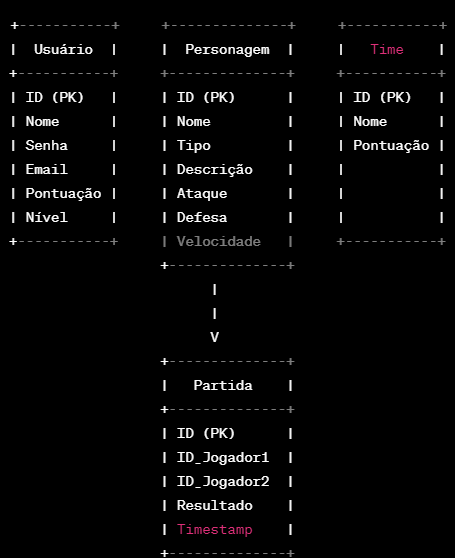 +------------+     +--------------+     +------------+
|  Usuário  |     |  Personagem  |     |   Time    |
+------------+     +--------------+     +------------+
| ID (PK)   |     | ID (PK)      |     | ID (PK)   |
| Nome      |     | Nome         |     | Nome      |
| Senha     |     | Tipo         |     | Pontuação |
| Email     |     | Descrição    |     |           |
| Pontuação |     | Ataque       |     |           |
| Nível     |     | Defesa       |     |           |
+------------+     | Velocidade   |     +------------+
+--------------+
|
|
V
+--------------+
|   Partida    |
+--------------+
| ID (PK)      |
| ID_Jogador1  |
| ID_Jogador2  |
| Resultado    |
| Timestamp    |
+--------------+